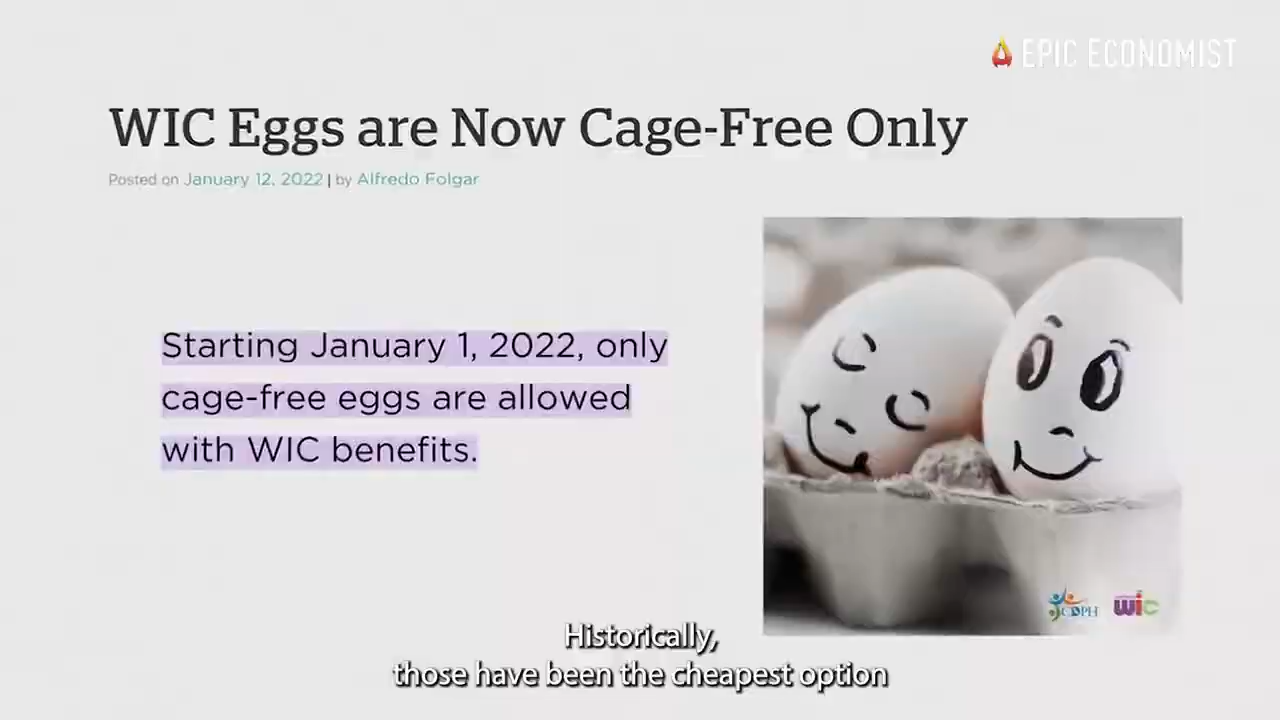 EPIC ECONOMIST
WIC Eggs are Now Cage-Free Only
Posted on January 12, 2022 | by Alfredo Folgar
Starting January 1, 2022, only
cage-free eggs are allowed
with WIC benefits.
CDPH wic
Historically,
those have been the cheapest option